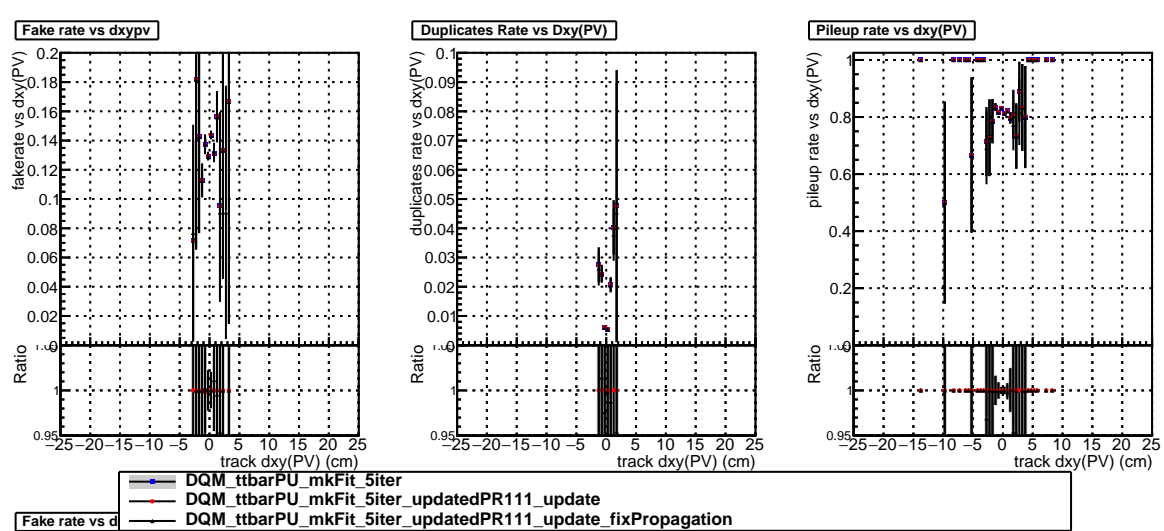 Fake rate vs dxypv
Duplicates Rate vs Dxy(PV)
Pileup rate vs dxy(PV)
fakerate vs dxy(PV)
0.2
0.18
0.16
0.14
0.12
0.1
0.08
0.06
0.04
0.02
0
Ratio
1
0.95
−25 −20 −15 −10 −5 0 5 10 15 20 25
track dxy(PV) (cm)
duplicates rate vs dxy(PV)
0.1
0.09
0.08
0.07
0.06
0.05
0.04
0.03
0.02
0.01
0
Ratio
1
0.95
−25 −20 −15 −10 −5 0 5 10 15 20 25
track dxy(PV) (cm)
pileup rate vs dxy(PV)
1
0.8
0.6
0.4
0.2
0
Ratio
1
0.95
−25 −20 −15 −10 −5 0 5 10 15 20 25
track dxy(PV) (cm)
DQM_ttbarPU_mkFit_5iter
DQM_ttbarPU_mkFit_5iter_updatedPR111_update
DQM_ttbarPU_mkFit_5iter_updatedPR111_update_fixPropagation
Fake rate vs d